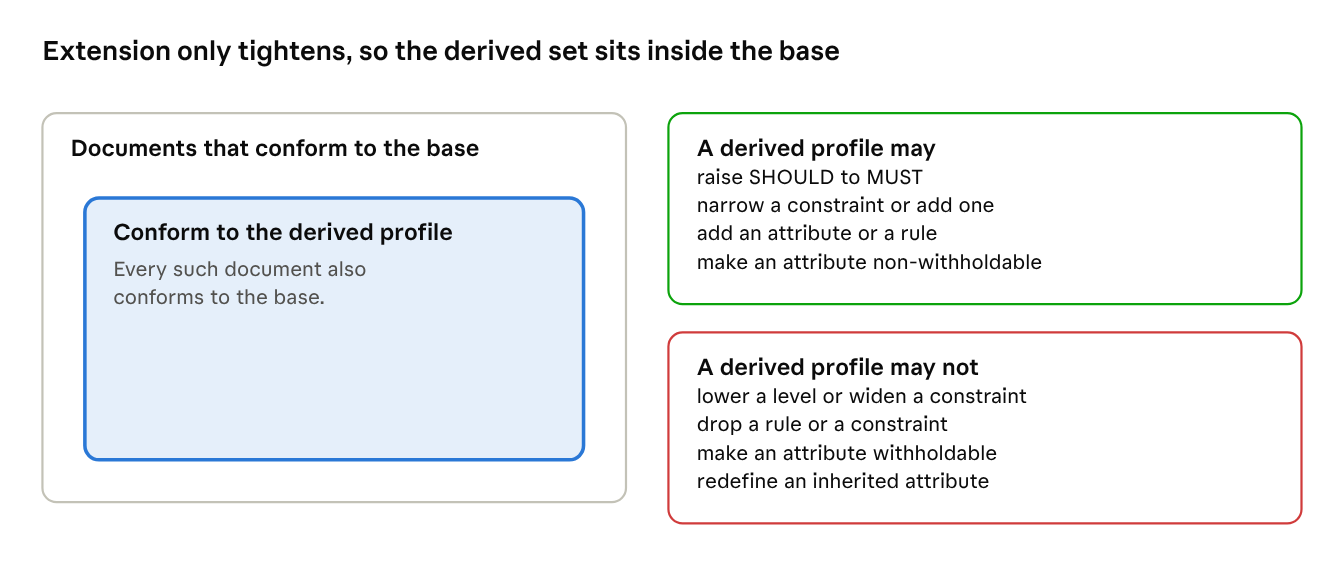 Extension only tightens, so the derived set sits inside the base
Documents that conform to the base
Conform to the derived profile
Every such document also
conforms to the base.
A derived profile may
raise SHOULD to MUST
narrow a constraint or add one
add an attribute or a rule
make an attribute non-withholdable
A derived profile may not
lower a level or widen a constraint
drop a rule or a constraint
make an attribute withholdable
redefine an inherited attribute